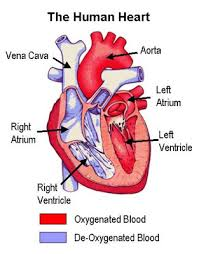 The Human Heart
Aorta
Vena Cava
Left
Atrium
Right
Atrium
Left
Ventricle
Right
Ventricle
Oxygenated Blood
De-Oxygenated Blood